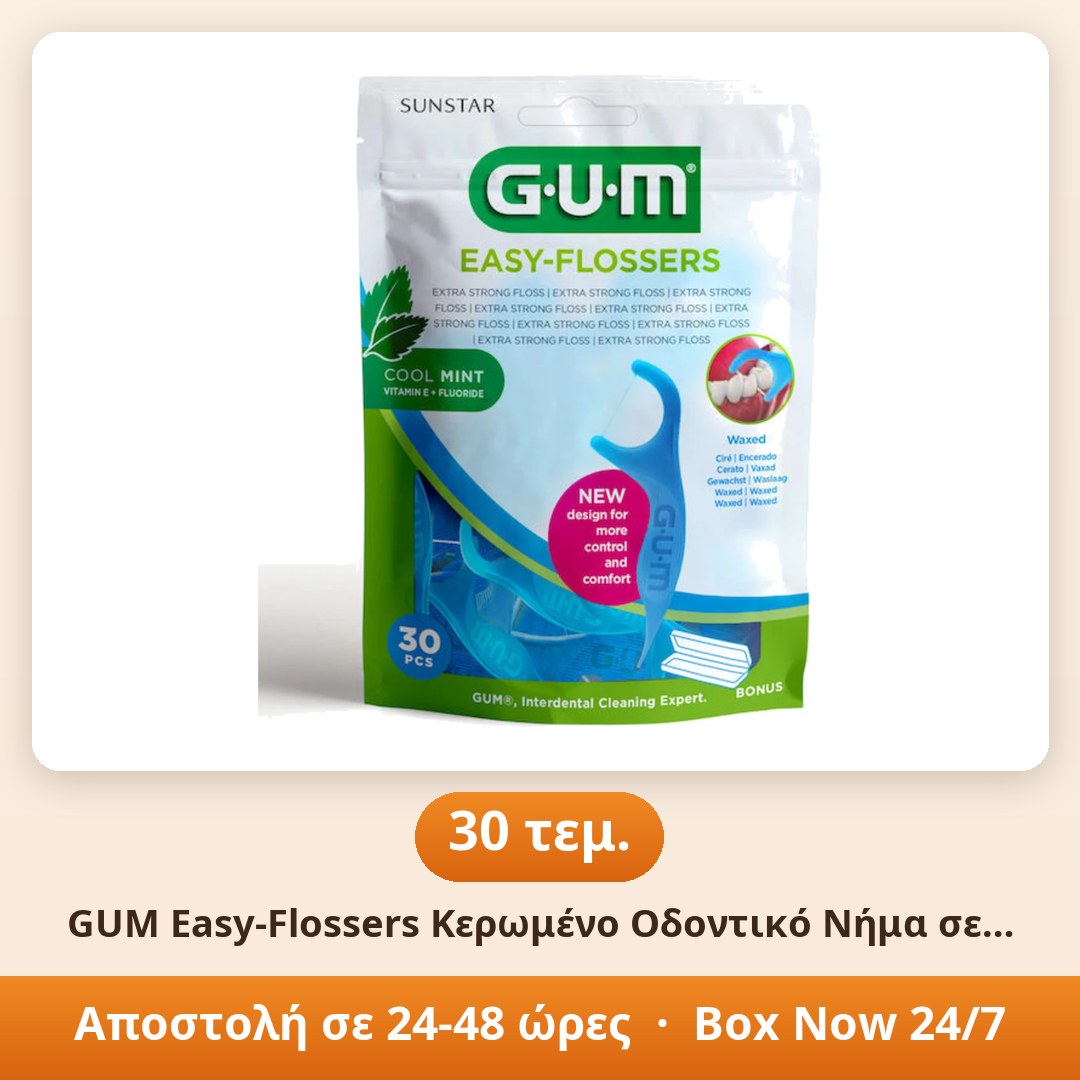 SUNSTAR
G·U·M®
EASY-FLOSSERS
EXTRA STRONG FLOSS | EXTRA STRONG FLOSS | EXTRA STRONG
FLOSS | EXTRA STRONG FLOSS | EXTRA STRONG FLOSS | EXTRA
STRONG FLOSS | EXTRA STRONG FLOSS | EXTRA STRONG FLOSS
| EXTRA STRONG FLOSS | EXTRA STRONG FLOSS
COOL MINT
VITAMIN E + FLUORIDE
Waxed
Ciré | Encerado
Cerato | Vaxad
Gewachst | Waslaag
Waxed | Waxed
Waxed | Waxed
NEW
design for
more
control
and
comfort
G·U·M
G·U·M
G·U·M
G·U·M
30
PCS
BONUS
GUM®, Interdental Cleaning Expert.
30 τεμ.
GUM Easy-Flossers Κερωμένο Οδοντικό Νήμα σε...
Αποστολή σε 24-48 ώρες · Box Now 24/7